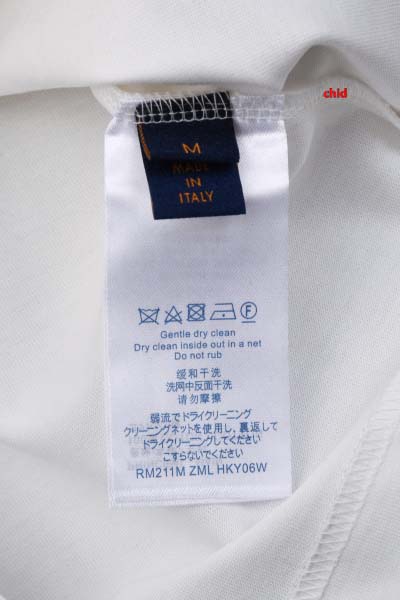 chid
M
MADE
IN
ITALY
Gentle dry clean
Dry clean inside out in a net
Do not rub
缓和干洗
洗网中反面干洗
请勿摩擦
弱流でドライクリーニング
クリーニングネットを使用し、裏返して
ドライクリーニングしてください
こすらないでください
RM211M ZML HKY06W